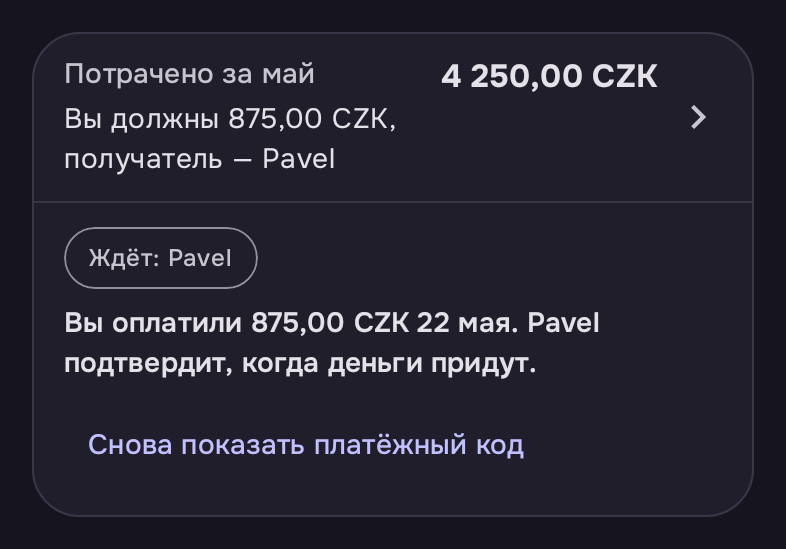 Потрачено за май
4 250,00 CZK
Вы должны 875,00 CZK,
получатель — Pavel
Ждёт: Pavel
Вы оплатили 875,00 CZK 22 мая. Pavel
подтвердит, когда деньги придут.
Снова показать платёжный код